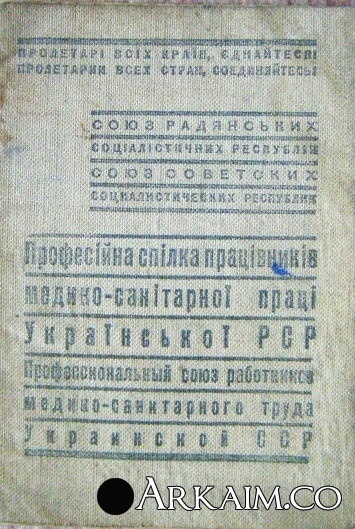 ПРОЛЕТАРІ ВСІХ КРАЇН, ЄДНАЙТЕСЯ!
ПРОЛЕТАРИИ ВСЕХ СТРАН, СОЕДИНЯЙТЕСЬ!
СОЮЗ РАДЯНСЬКИХ
СОЦІАЛІСТИЧНИХ РЕСПУБЛІК
СОЮЗ СОВЕТСКИХ
СОЦИАЛИСТИЧЕСКИХ РЕСПУБЛИК
Професійна спілка працівників
медико-санітарної праці
Української РСР
Профессиональный союз работников
медико-санитарного труда
Украинской ССР
ARKAIM.CO